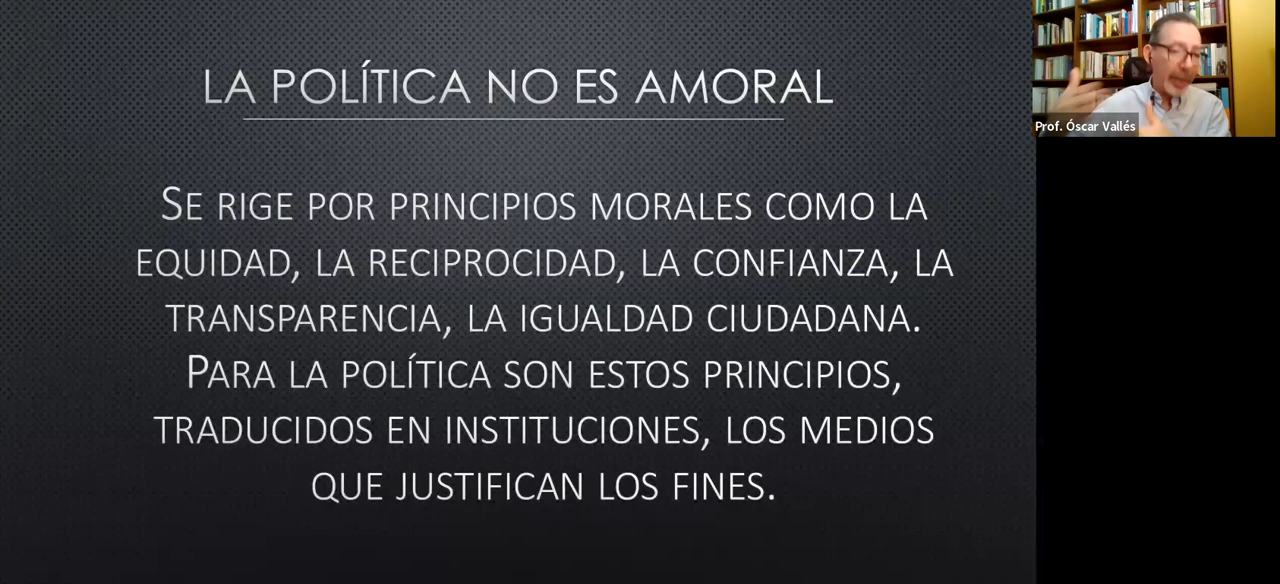 LA POLÍTICA NO ES AMORAL
SE RIGE POR PRINCIPIOS MORALES COMO LA
EQUIDAD, LA RECIPROCIDAD, LA CONFIANZA, LA
TRANSPARENCIA, LA IGUALDAD CIUDADANA.
PARA LA POLÍTICA SON ESTOS PRINCIPIOS,
TRADUCIDOS EN INSTITUCIONES, LOS MEDIOS
QUE JUSTIFICAN LOS FINES.
Prof. Óscar Vallés